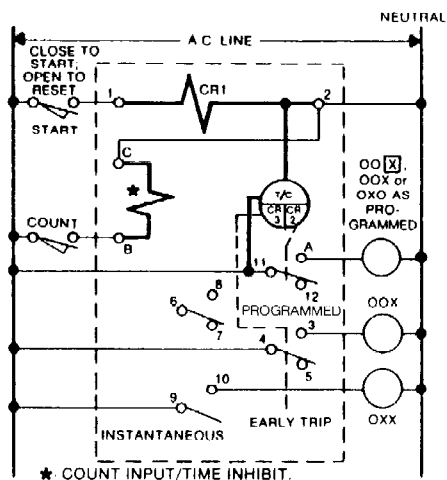 NEUTRAL
A C LINE
CLOSE TO
START;
OPEN TO
RESET
START
1
CR1
2
C
★
COUNT
B
T/C
CR
3
CR
2
OO X,
OOX or
OXO AS
PRO-
GRAMMED
A
11
12
8
6
7
PROGRAMMED
3
OOX
4
5
10
9
OXX
INSTANTANEOUS
EARLY TRIP
★ COUNT INPUT/TIME INHIBIT.